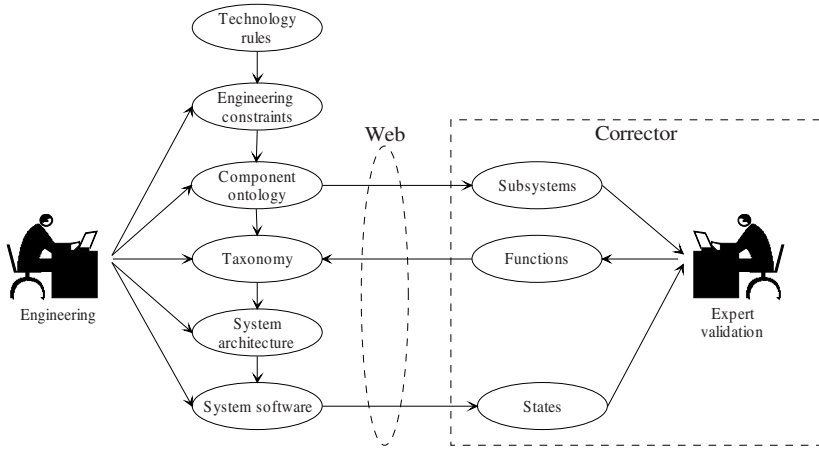 Technology
rules
Engineering
constraints
Web
Corrector
Component
ontology
Subsystems
Taxonomy
Functions
Engineering
Expert
validation
System
architecture
System software
States